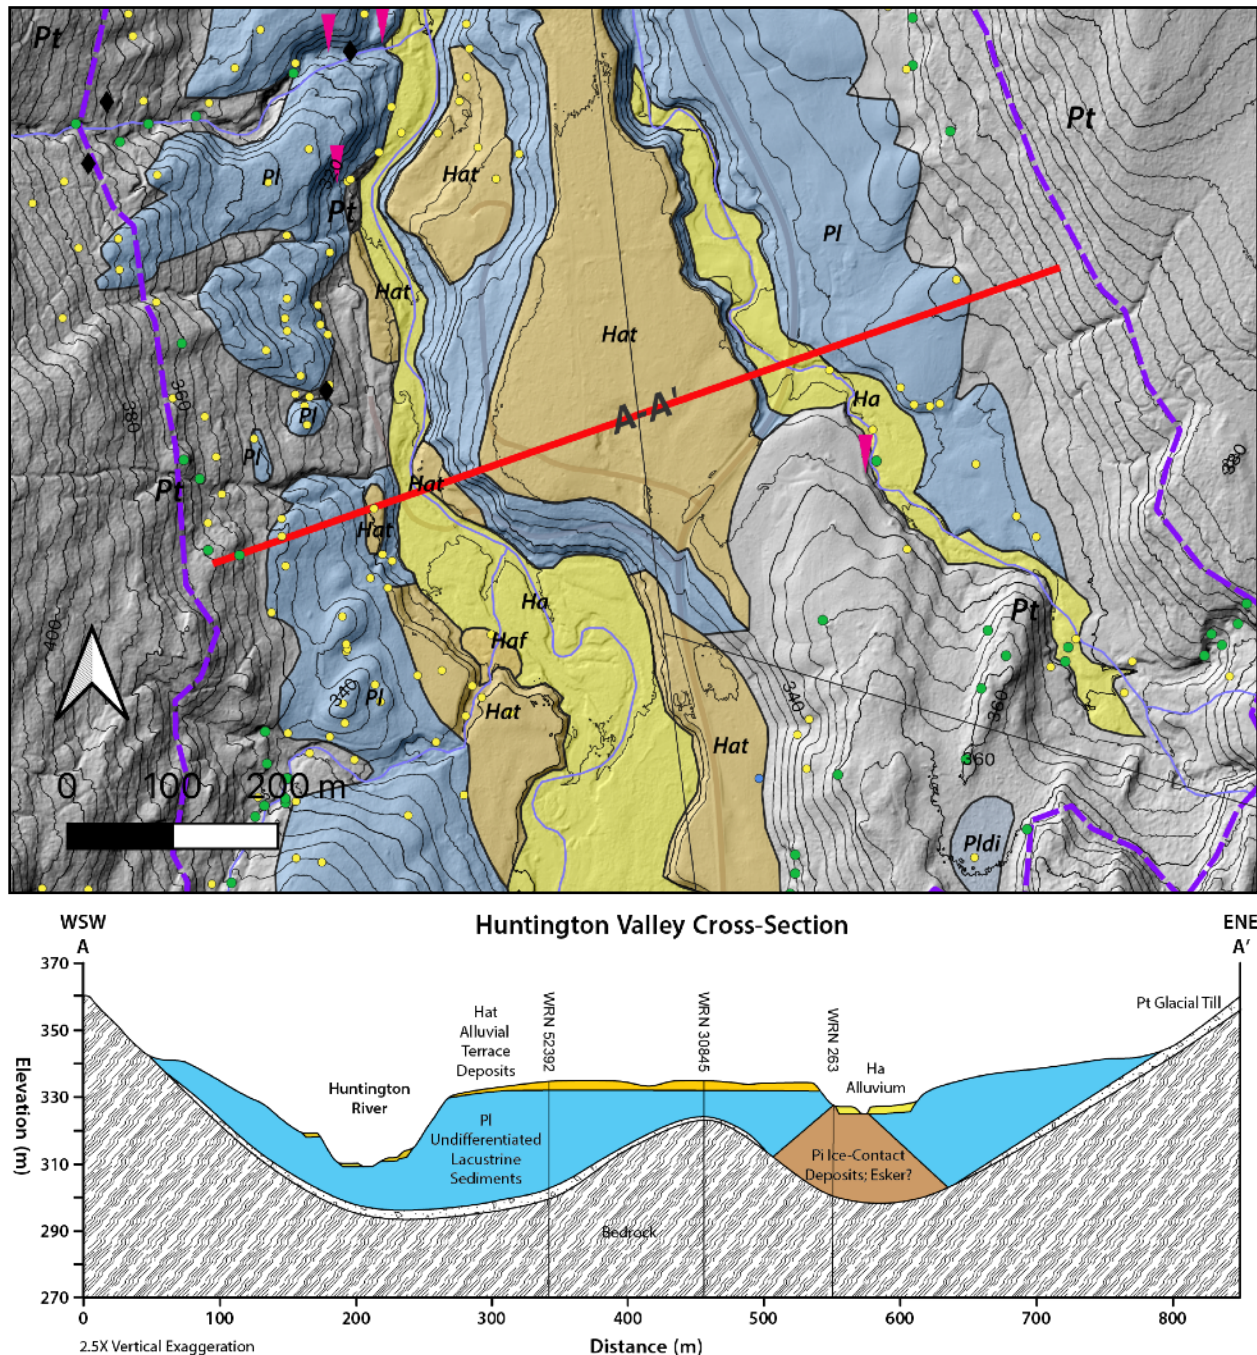 Pt
Pt
Hat
Pl
320
Pt
Pl
Hat
Hat
Pl
A-A'
Ha
360
380
Pl
Pl
Pt
Hat
Hat
380
Ha
Pt
400
Haf
340
Pl
Hat
340
360
Hat
360
0 100 200 m
Pldi
WSW
A
Huntington Valley Cross-Section
ENE
A'
370
350
330
310
290
270
Elevation (m)
Hat
Alluvial
Terrace
Deposits
WRN 52392
WRN 30845
WRN 263
Pt Glacial Till
Huntington
River
Ha
Alluvium
Pl
Undifferentiated
Lacustrine
Sediments
Pi Ice-Contact
Deposits; Esker?
Bedrock
0 100 200 300 400 500 600 700 800
2.5X Vertical Exaggeration
Distance (m)